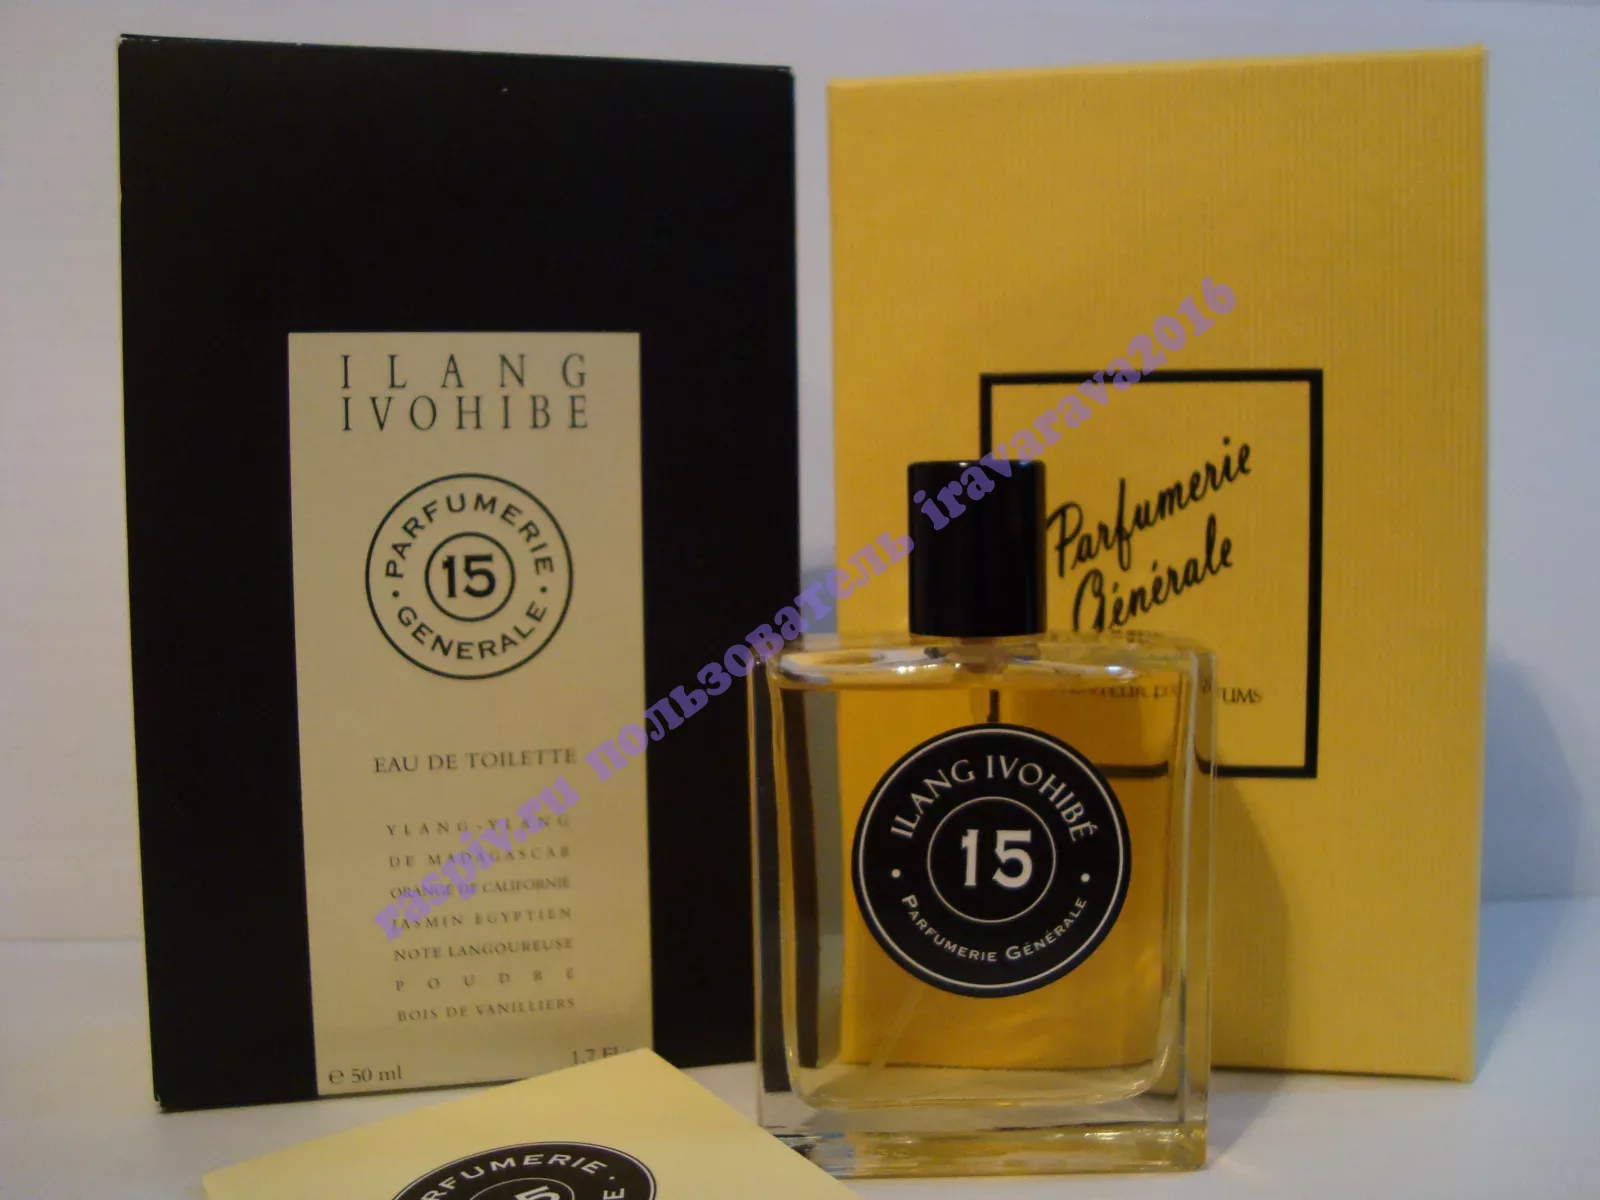 ILANG
IVOHIBE
PARFUMERIE
15
GENERALE
EAU DE TOILETTE
YLANG-YLANG
DE MADAGASCAR
ORANGE DE CALIFORNIE
JASMIN EGYPTIEN
NOTE LANGOUREUSE
POUDRE
BOIS DE VANILLIERS
e 50 ml
1.7 Fl
Parfumerie
Générale
ILANG IVOHIBÉ
15
PARFUMERIE GÉNÉRALE
PARFUMERIE
15
raspiv.ru пользователь iravarava2016